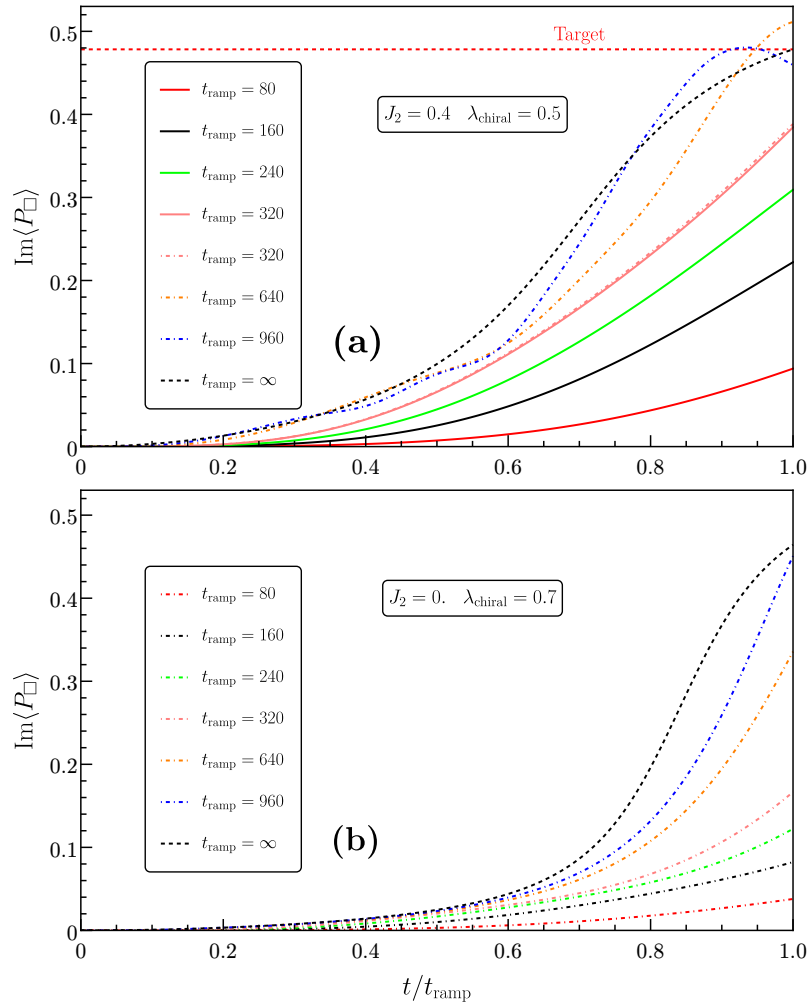 0.5
0.4
0.3
0.2
0.1
0
Im⟨P□⟩
Target
t_ramp = 80
t_ramp = 160
t_ramp = 240
t_ramp = 320
t_ramp = 320
t_ramp = 640
t_ramp = 960
t_ramp = ∞
J₂ = 0.4 λ_chiral = 0.5
(a)
0 0.2 0.4 0.6 0.8 1.0
0.5
0.4
0.3
0.2
0.1
0
Im⟨P□⟩
t_ramp = 80
t_ramp = 160
t_ramp = 240
t_ramp = 320
t_ramp = 640
t_ramp = 960
t_ramp = ∞
J₂ = 0. λ_chiral = 0.7
(b)
0 0.2 0.4 0.6 0.8 1.0
t/t_ramp